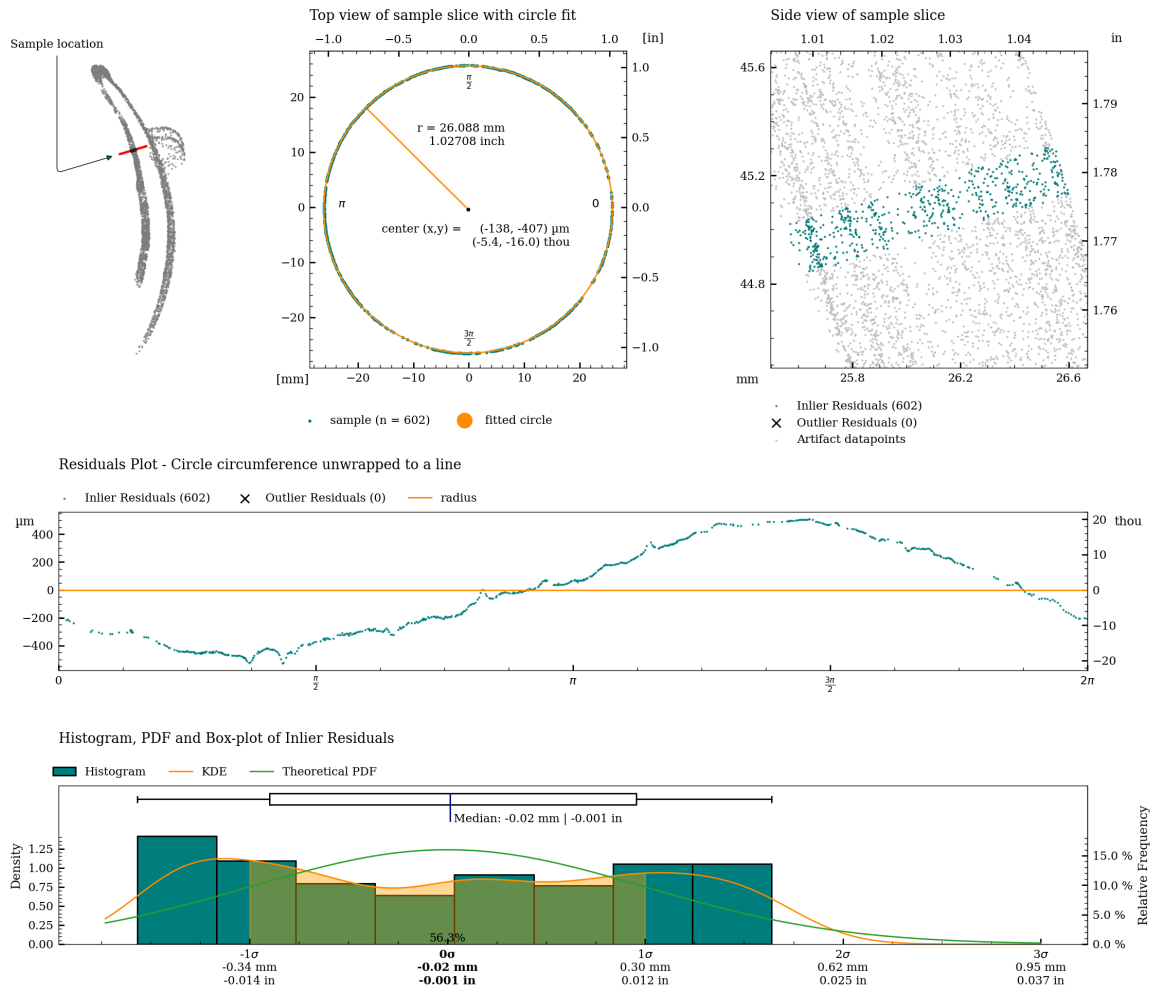 Sample location
Top view of sample slice with circle fit
−1.0 −0.5 0.0 0.5 1.0 [in]
20
10
0
−10
−20
1.0
0.5
0.0
−0.5
−1.0
π/2
r = 26.088 mm
1.02708 inch
π
0
center (x,y) = (-138, -407) µm
(-5.4, -16.0) thou
3π/2
[mm] −20 −10 0 10 20
sample (n = 602) fitted circle
Side view of sample slice
1.01 1.02 1.03 1.04 in
45.6
45.2
44.8
1.79
1.78
1.77
1.76
mm 25.8 26.2 26.6
Inlier Residuals (602)
Outlier Residuals (0)
Artifact datapoints
Residuals Plot - Circle circumference unwrapped to a line
Inlier Residuals (602) Outlier Residuals (0) radius
µm
400
200
0
−200
−400
20 thou
10
0
−10
−20
0 π/2 π 3π/2 2π
Histogram, PDF and Box-plot of Inlier Residuals
Histogram KDE Theoretical PDF
Median: -0.02 mm | -0.001 in
Density
1.25
1.00
0.75
0.50
0.25
0.00
Relative Frequency
15.0 %
10.0 %
5.0 %
0.0 %
56.3%
-1σ 0σ 1σ 2σ 3σ
-0.34 mm -0.02 mm 0.30 mm 0.62 mm 0.95 mm
-0.014 in -0.001 in 0.012 in 0.025 in 0.037 in